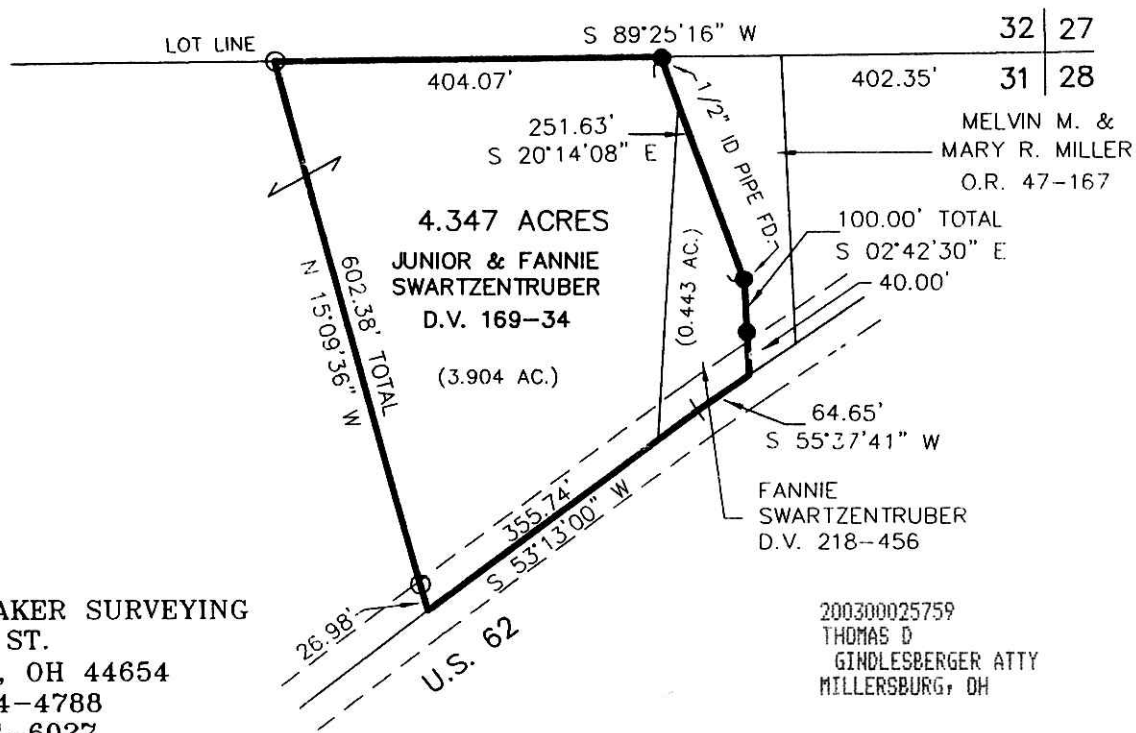 LOT LINE
S 89°25'16" W
32 27
404.07'
402.35'
31 28
1/2" ID PIPE FD.
251.63'
S 20°14'08" E
MELVIN M. &
MARY R. MILLER
O.R. 47-167
4.347 ACRES
JUNIOR & FANNIE
SWARTZENTRUBER
D.V. 169-34
(3.904 AC.)
(0.443 AC.)
100.00' TOTAL
S 02°42'30" E
40.00'
602.38' TOTAL
N 15°09'36" W
64.65'
S 55°37'41" W
355.74'
S 53°13'00" W
FANNIE
SWARTZENTRUBER
D.V. 218-456
26.98'
U.S. 62
AKER SURVEYING
ST.
, OH 44654
4-4788
-6027
200300025759
THOMAS D
GINDLESBERGER ATTY
MILLERSBURG, OH